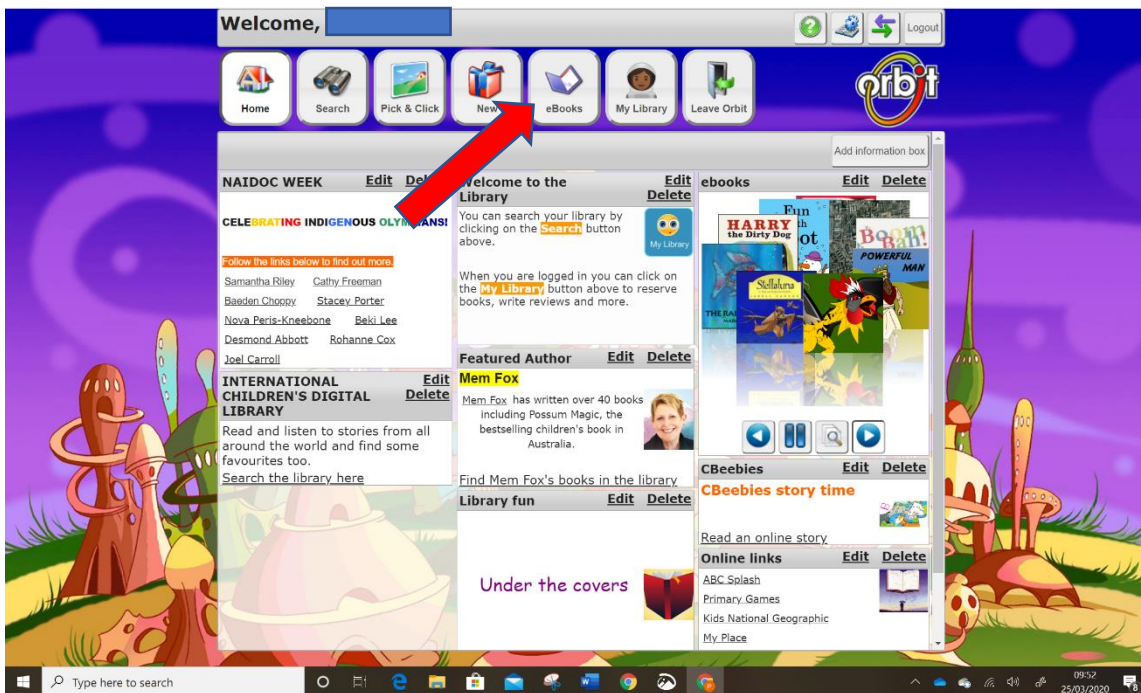 Welcome,
Logout
Home
Search
Pick & Click
New
eBooks
My Library
Leave Orbit
orbit
Add information box
NAIDOC WEEK Edit
CELEBRATING INDIGENOUS
Follow the links below to find out more.
Samantha Riley Cathy Freeman
Baeden Choppy Stacey Porter
Nova Peris-Kneebone Beki Lee
Desmond Abbott Rohanne Cox
Joel Carroll
INTERNATIONAL CHILDREN'S DIGITAL LIBRARY Edit Delete
Read and listen to stories from all
around the world and find some
favourites too.
Search the library here
Welcome to the Library Edit Delete
You can search your library by
clicking on the Search button
above.
My Library
When you are logged in you can click on
the My Library button above to reserve
books, write reviews and more.
Featured Author Edit Delete
Mem Fox
Mem Fox has written over 40 books
including Possum Magic, the
bestselling children's book in
Australia.
Find Mem Fox's books in the library
Library fun Edit Delete
Under the covers
ebooks Edit Delete
Fun
HARRY
the Dirty Dog
Boom
Bah!
POWERFUL
MAN
Stellaluna
CBeebies Edit Delete
CBeebies story time
Read an online story
Online links Edit Delete
ABC Splash
Primary Games
Kids National Geographic
My Place
Type here to search
09:52
25/03/2020